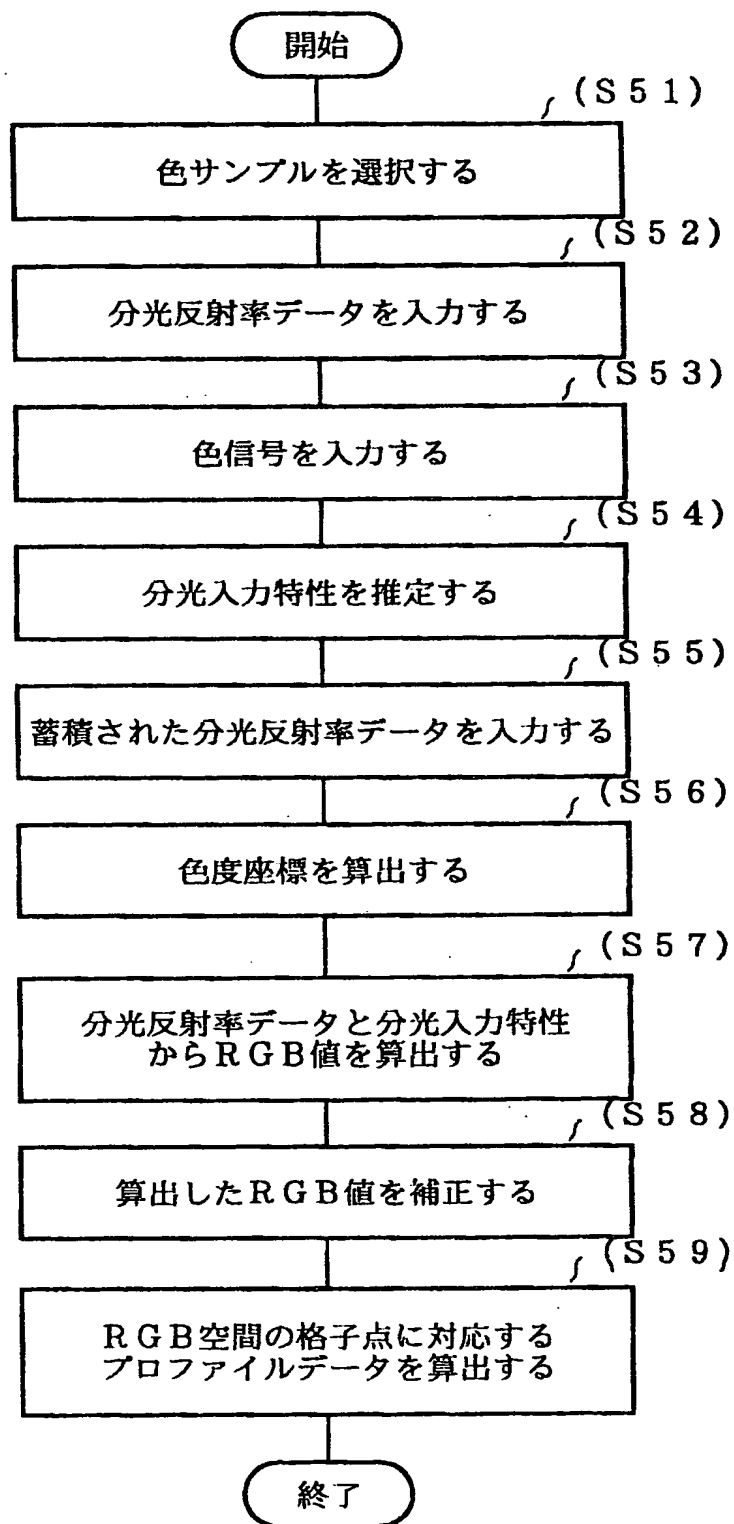 開始
(S51)
色サンプルを選択する
(S52)
分光反射率データを入力する
(S53)
色信号を入力する
(S54)
分光入力特性を推定する
(S55)
蓄積された分光反射率データを入力する
(S56)
色度座標を算出する
(S57)
分光反射率データと分光入力特性
からRGB値を算出する
(S58)
算出したRGB値を補正する
(S59)
RGB空間の格子点に対応する
プロファイルデータを算出する
終了